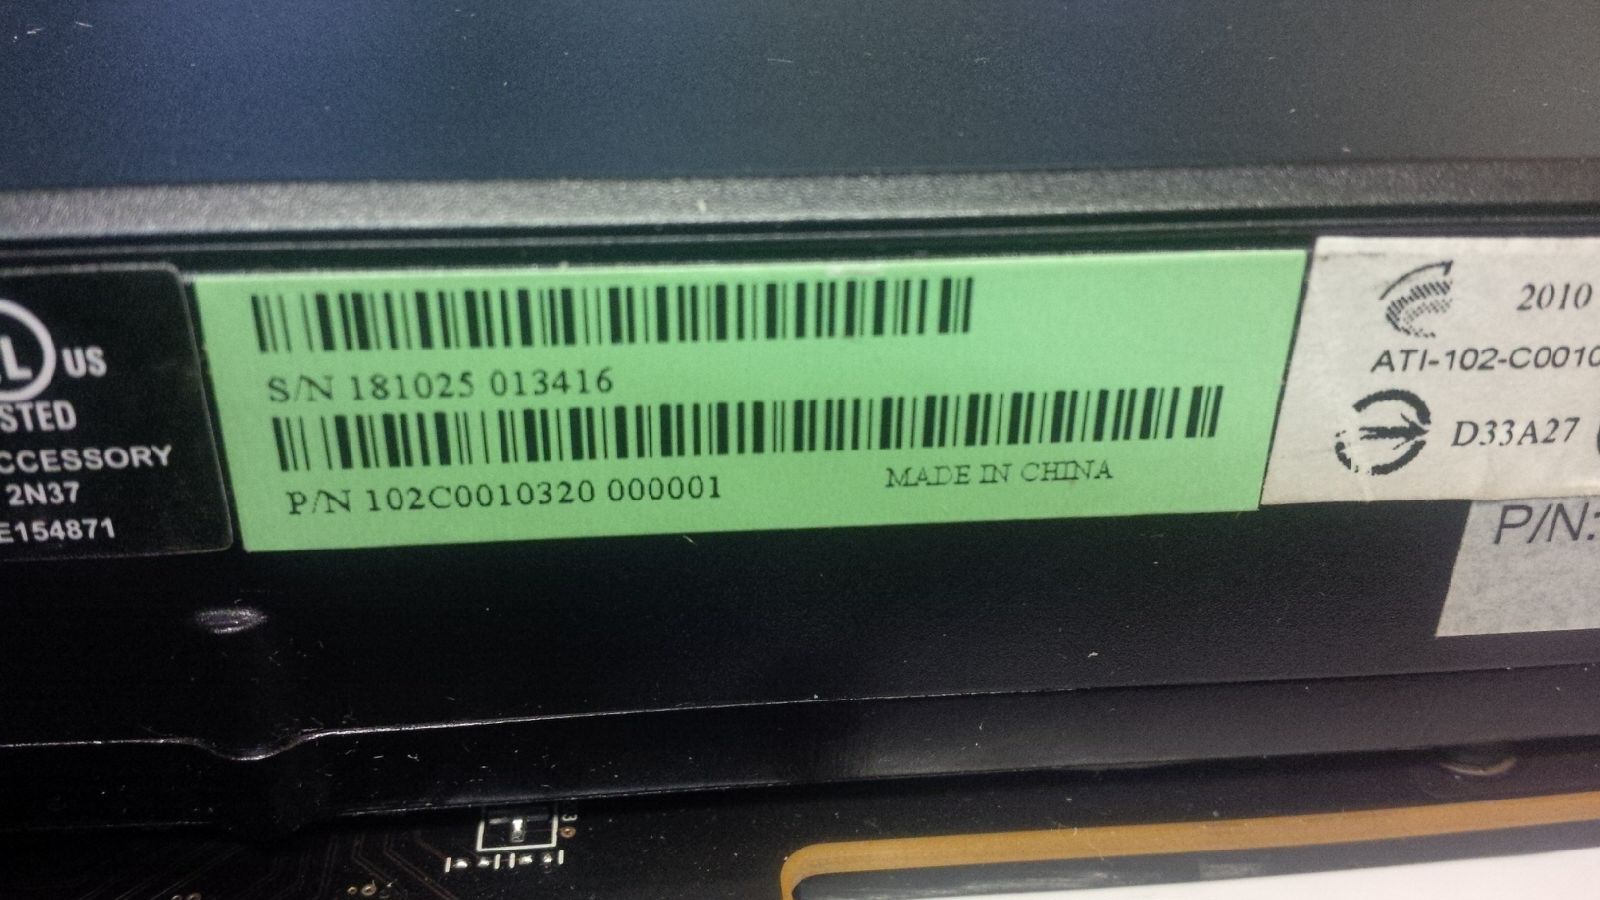 US
STED
CCESSORY
2N37
E154871
S/N 181025 013416
P/N 102C0010320 000001
MADE IN CHINA
2010
ATI-102-C0010
D33A27
P/N: